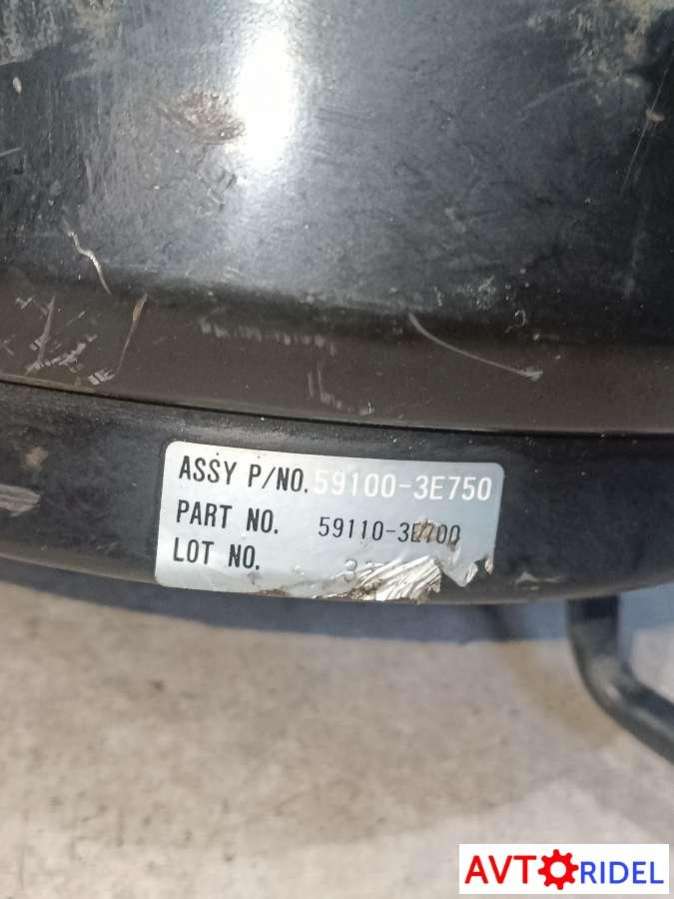 ASSY P/NO. 59100-3E750
PART NO. 59110-3E700
LOT NO.
AVTORIDEL